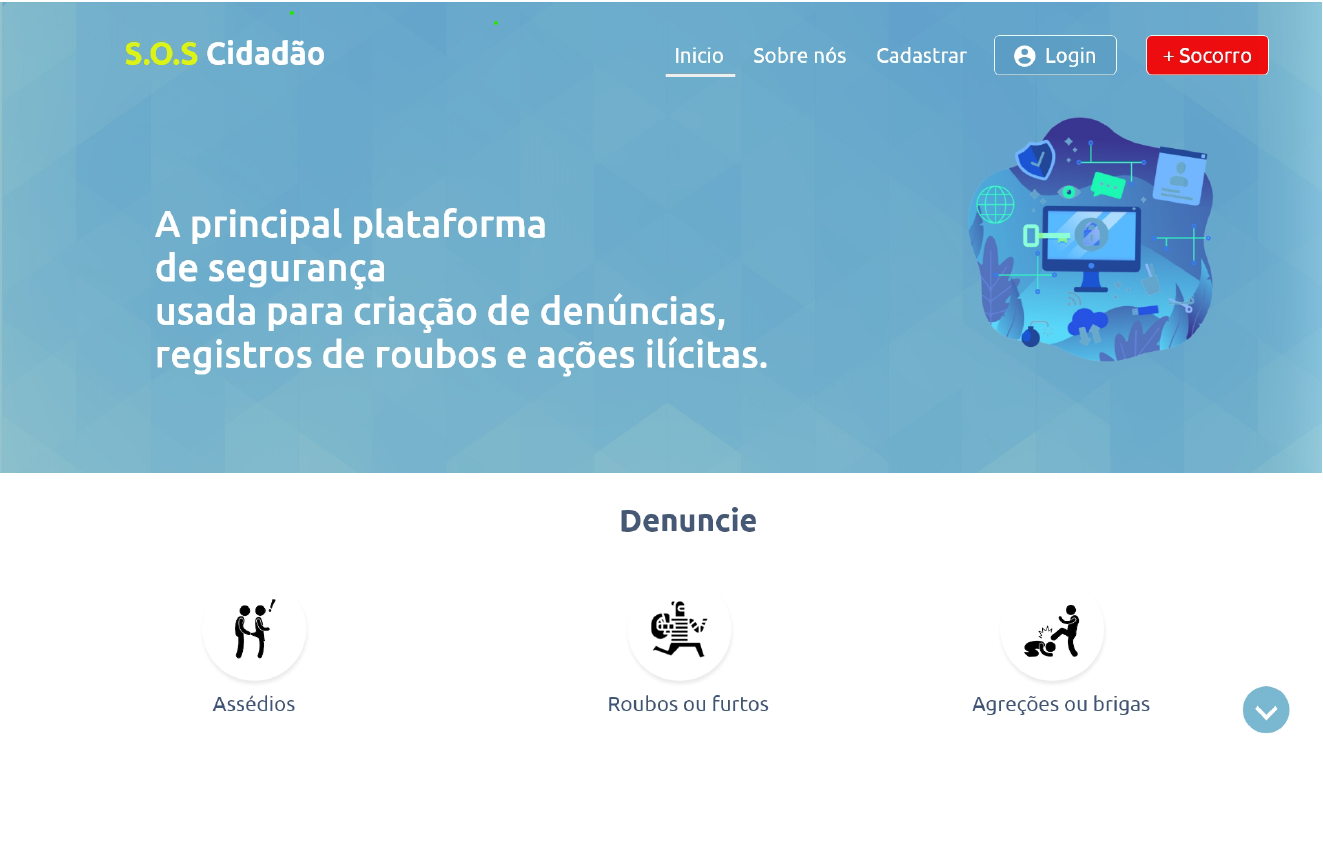 S.O.S Cidadão
Inicio
Sobre nós
Cadastrar
Login
+ Socorro
A principal plataforma
de segurança
usada para criação de denúncias,
registros de roubos e ações ilícitas.
Denuncie
Assédios
Roubos ou furtos
Agreções ou brigas